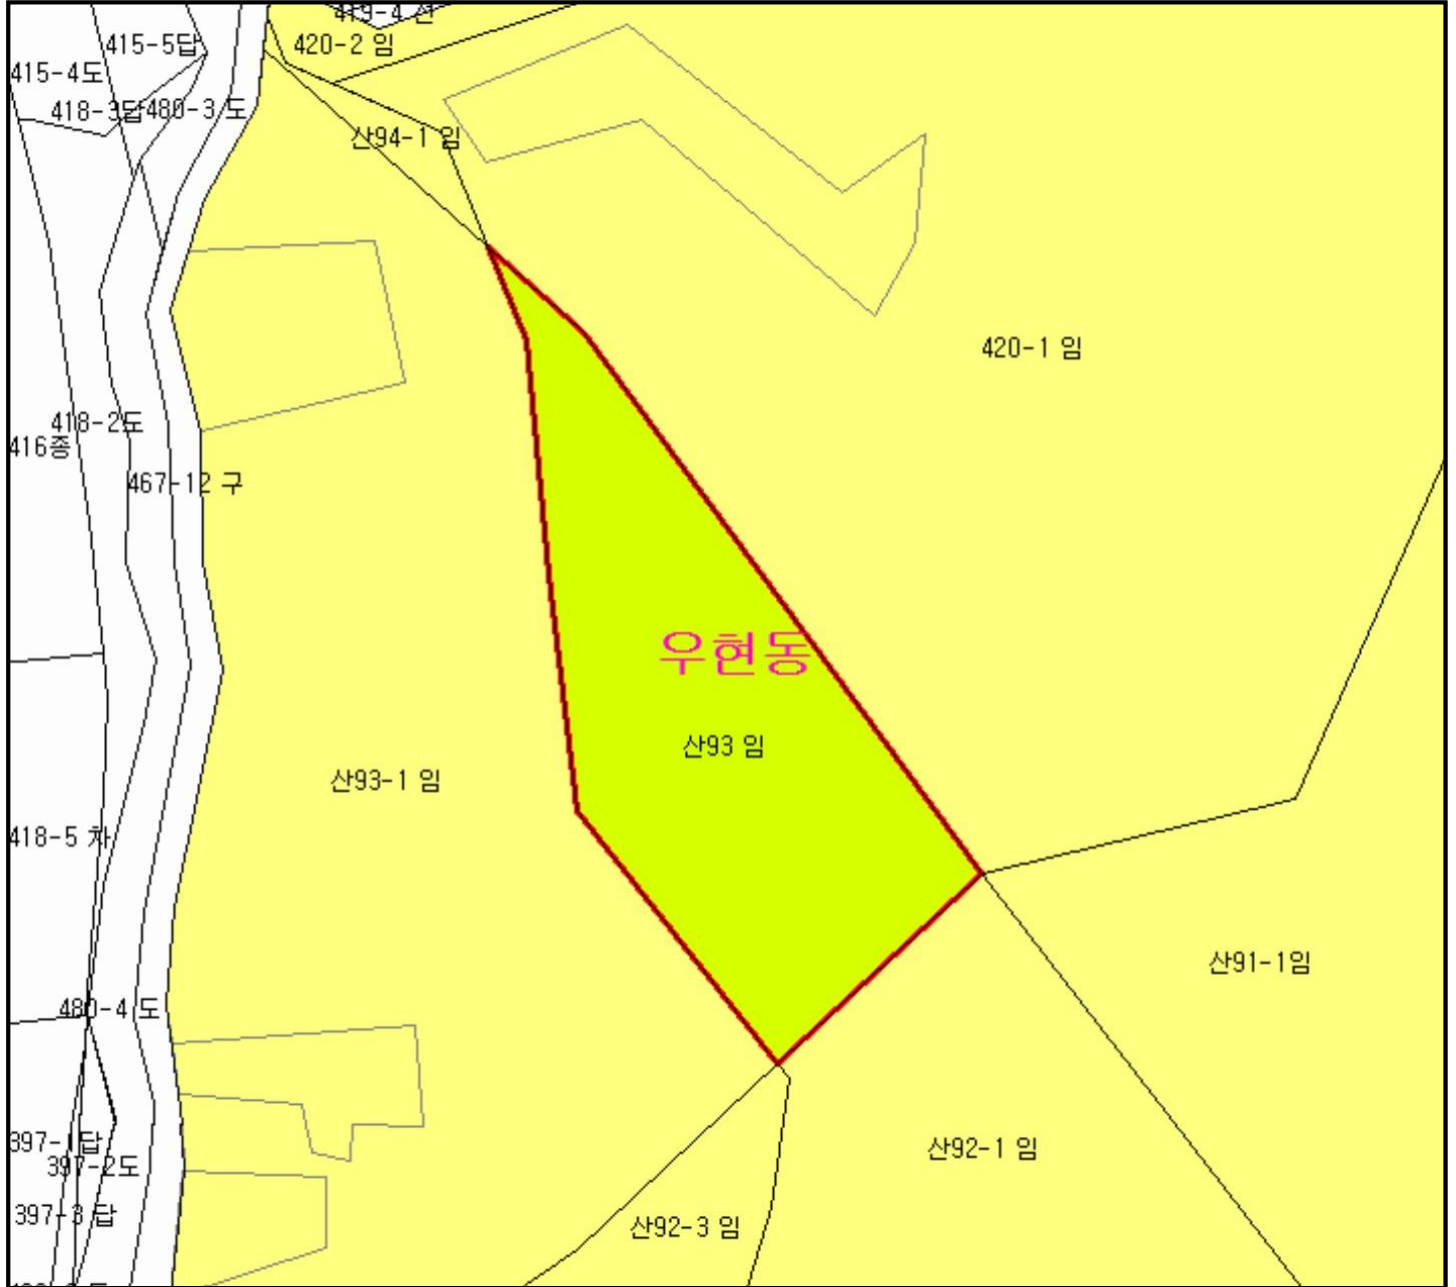 415-5답
420-2 임
415-4도
418-3답
480-3 도
산94-1 임
420-1 임
418-2도
416종
467-12 구
우현동
산93 임
산93-1 임
418-5 차
산91-1임
480-4 도
397-1답
397-2도
산92-1 임
397-3 답
산92-3 임